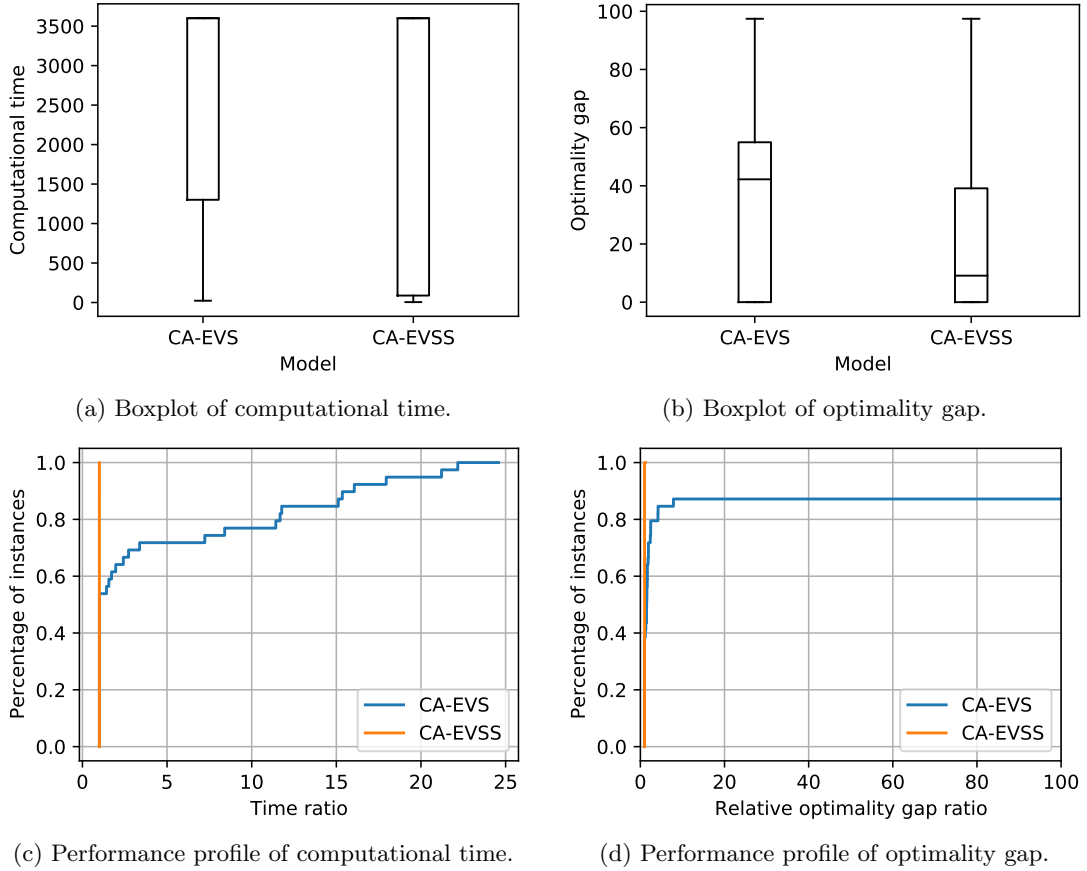 3500
3000
2500
2000
1500
1000
500
0
Computational time
CA-EVS
CA-EVSS
Model
(a) Boxplot of computational time.
100
80
60
40
20
0
Optimality gap
CA-EVS
CA-EVSS
Model
(b) Boxplot of optimality gap.
1.0
0.8
0.6
0.4
0.2
0.0
Percentage of instances
0
5
10
15
20
25
Time ratio
CA-EVS
CA-EVSS
(c) Performance profile of computational time.
1.0
0.8
0.6
0.4
0.2
0.0
Percentage of instances
0
20
40
60
80
100
Relative optimality gap ratio
CA-EVS
CA-EVSS
(d) Performance profile of optimality gap.